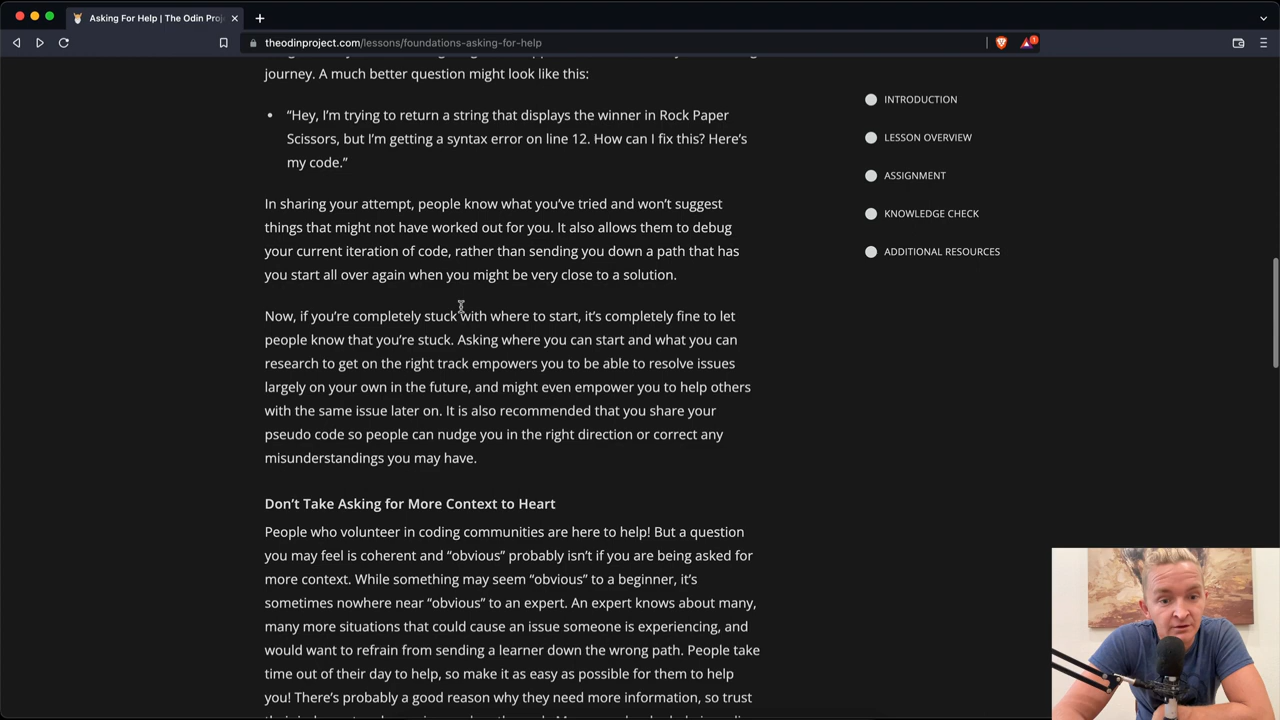 Asking For Help | The Odin Proj
theodinproject.com/lessons/foundations-asking-for-help
1
journey. A much better question might look like this:
• “Hey, I’m trying to return a string that displays the winner in Rock Paper
Scissors, but I’m getting a syntax error on line 12. How can I fix this? Here’s
my code.”
In sharing your attempt, people know what you’ve tried and won’t suggest
things that might not have worked out for you. It also allows them to debug
your current iteration of code, rather than sending you down a path that has
you start all over again when you might be very close to a solution.
Now, if you’re completely stuck with where to start, it’s completely fine to let
people know that you’re stuck. Asking where you can start and what you can
research to get on the right track empowers you to be able to resolve issues
largely on your own in the future, and might even empower you to help others
with the same issue later on. It is also recommended that you share your
pseudo code so people can nudge you in the right direction or correct any
misunderstandings you may have.
Don’t Take Asking for More Context to Heart
People who volunteer in coding communities are here to help! But a question
you may feel is coherent and “obvious” probably isn’t if you are being asked for
more context. While something may seem “obvious” to a beginner, it’s
sometimes nowhere near “obvious” to an expert. An expert knows about many,
many more situations that could cause an issue someone is experiencing, and
would want to refrain from sending a learner down the wrong path. People take
time out of their day to help, so make it as easy as possible for them to help
you! There’s probably a good reason why they need more information, so trust
INTRODUCTION
LESSON OVERVIEW
ASSIGNMENT
KNOWLEDGE CHECK
ADDITIONAL RESOURCES